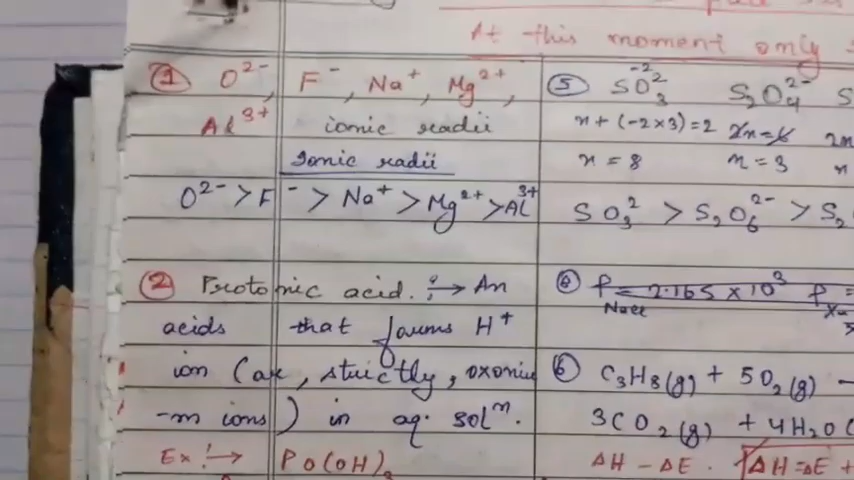 At this moment only
① O²⁻, F⁻, Na⁺, Mg²⁺,
Al³⁺ ionic radii
Ionic radii
O²⁻ > F⁻ > Na⁺ > Mg²⁺ > Al³⁺
② Protonic acid. → An
acids that forms H⁺
ion (or, strictly, oxoniu
-m ions) in aq. solⁿ.
Ex: → PO(OH)₃
⑤ SO₃⁻² S₂O₄²⁻ S
x + (-2×3) = 2 2x = 6 2x
x = 8 x = 3 x
SO₃² > S₂O₆²⁻ > S₂
ρ = 2.165 × 10³ ρ =
NaCl
⑥ C₃H₈(g) + 5O₂(g) –
3CO₂(g) + 4H₂O(
ΔH – ΔE . ΔH = ΔE +